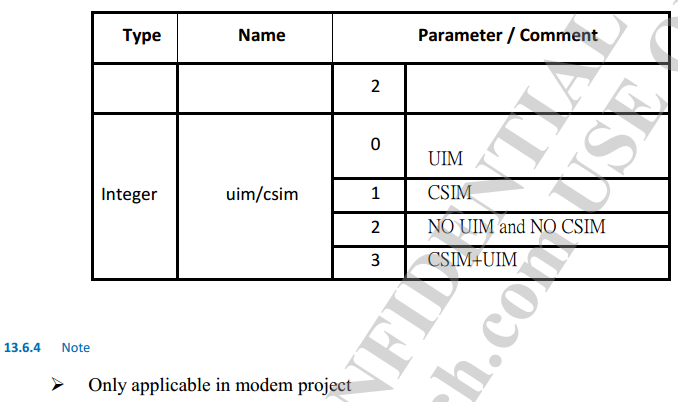 Type Name Parameter / Comment
2
0 UIM
Integer uim/csim 1 CSIM
2 NO UIM and NO CSIM
3 CSIM+UIM
13.6.4 Note
➢ Only applicable in modem project